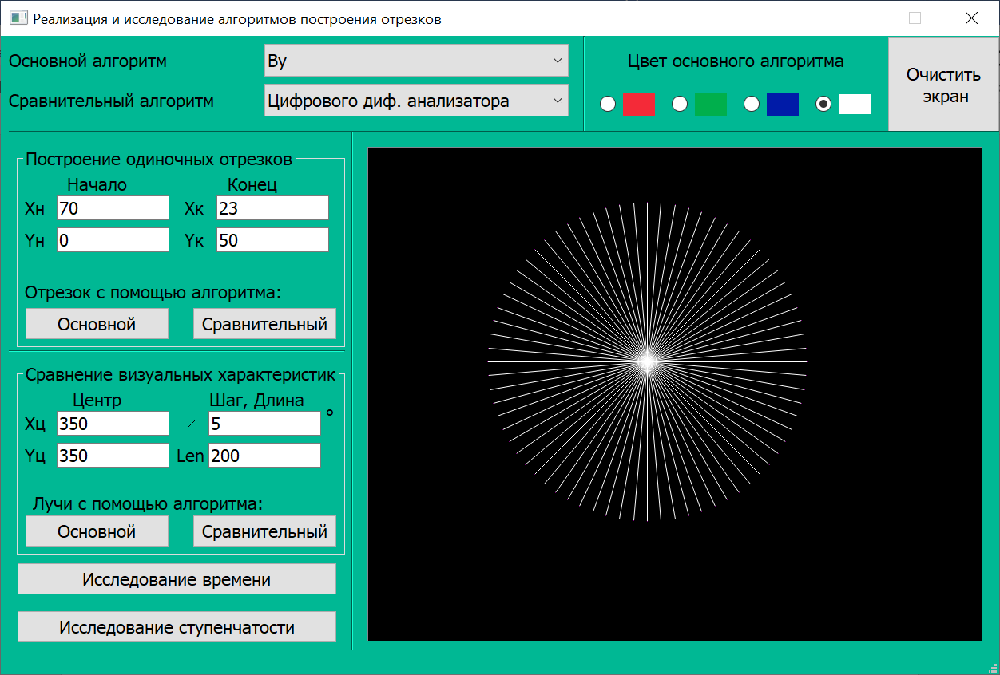 Реализация и исследование алгоритмов построения отрезков
Основной алгоритм
Ву
Цвет основного алгоритма
Очистить
экран
Сравнительный алгоритм
Цифрового диф. анализатора
Построение одиночных отрезков
Начало
Конец
Xн
70
Xк
23
Yн
0
Yк
50
Отрезок с помощью алгоритма:
Основной
Сравнительный
Сравнение визуальных характеристик
Центр
Шаг, Длина
Xц
350
∠
5
°
Yц
350
Len
200
Лучи с помощью алгоритма:
Основной
Сравнительный
Исследование времени
Исследование ступенчатости